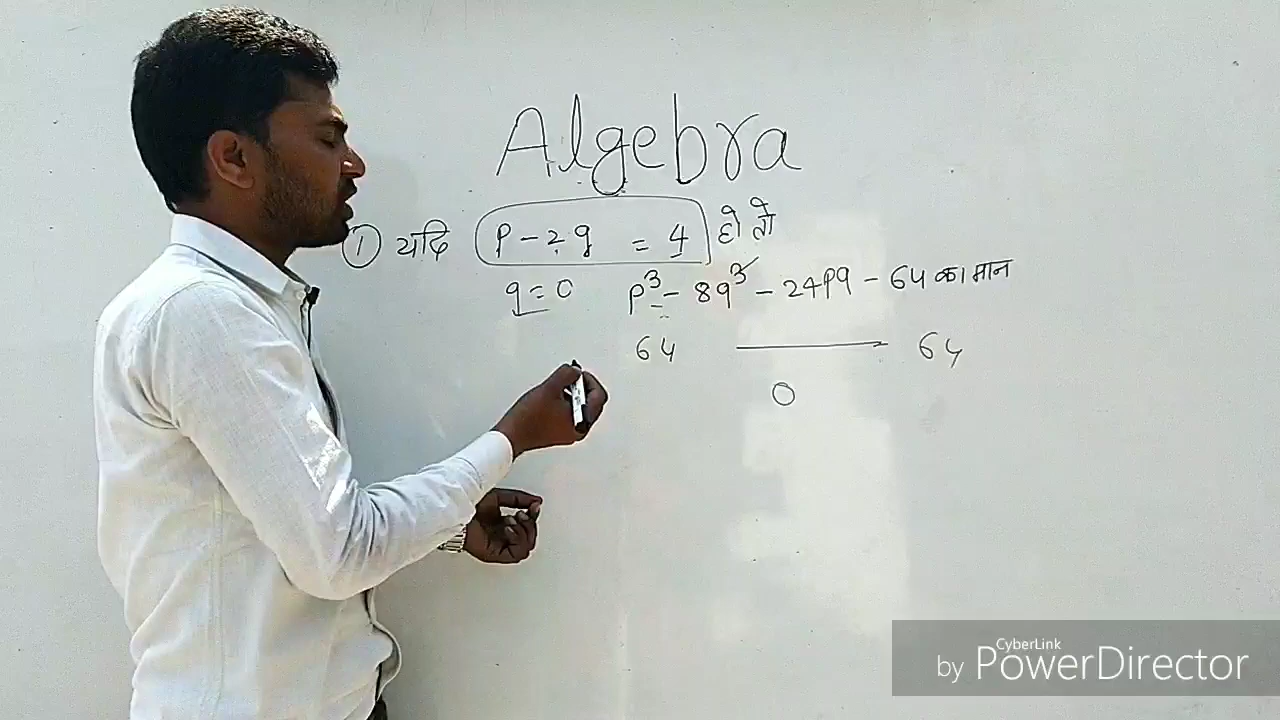 Algebra
① यदि p - 2q = 4 हो तो
q = 0 p³ - 8q³ - 24pq - 64 का मान
64 64
0
CyberLink
by PowerDirector